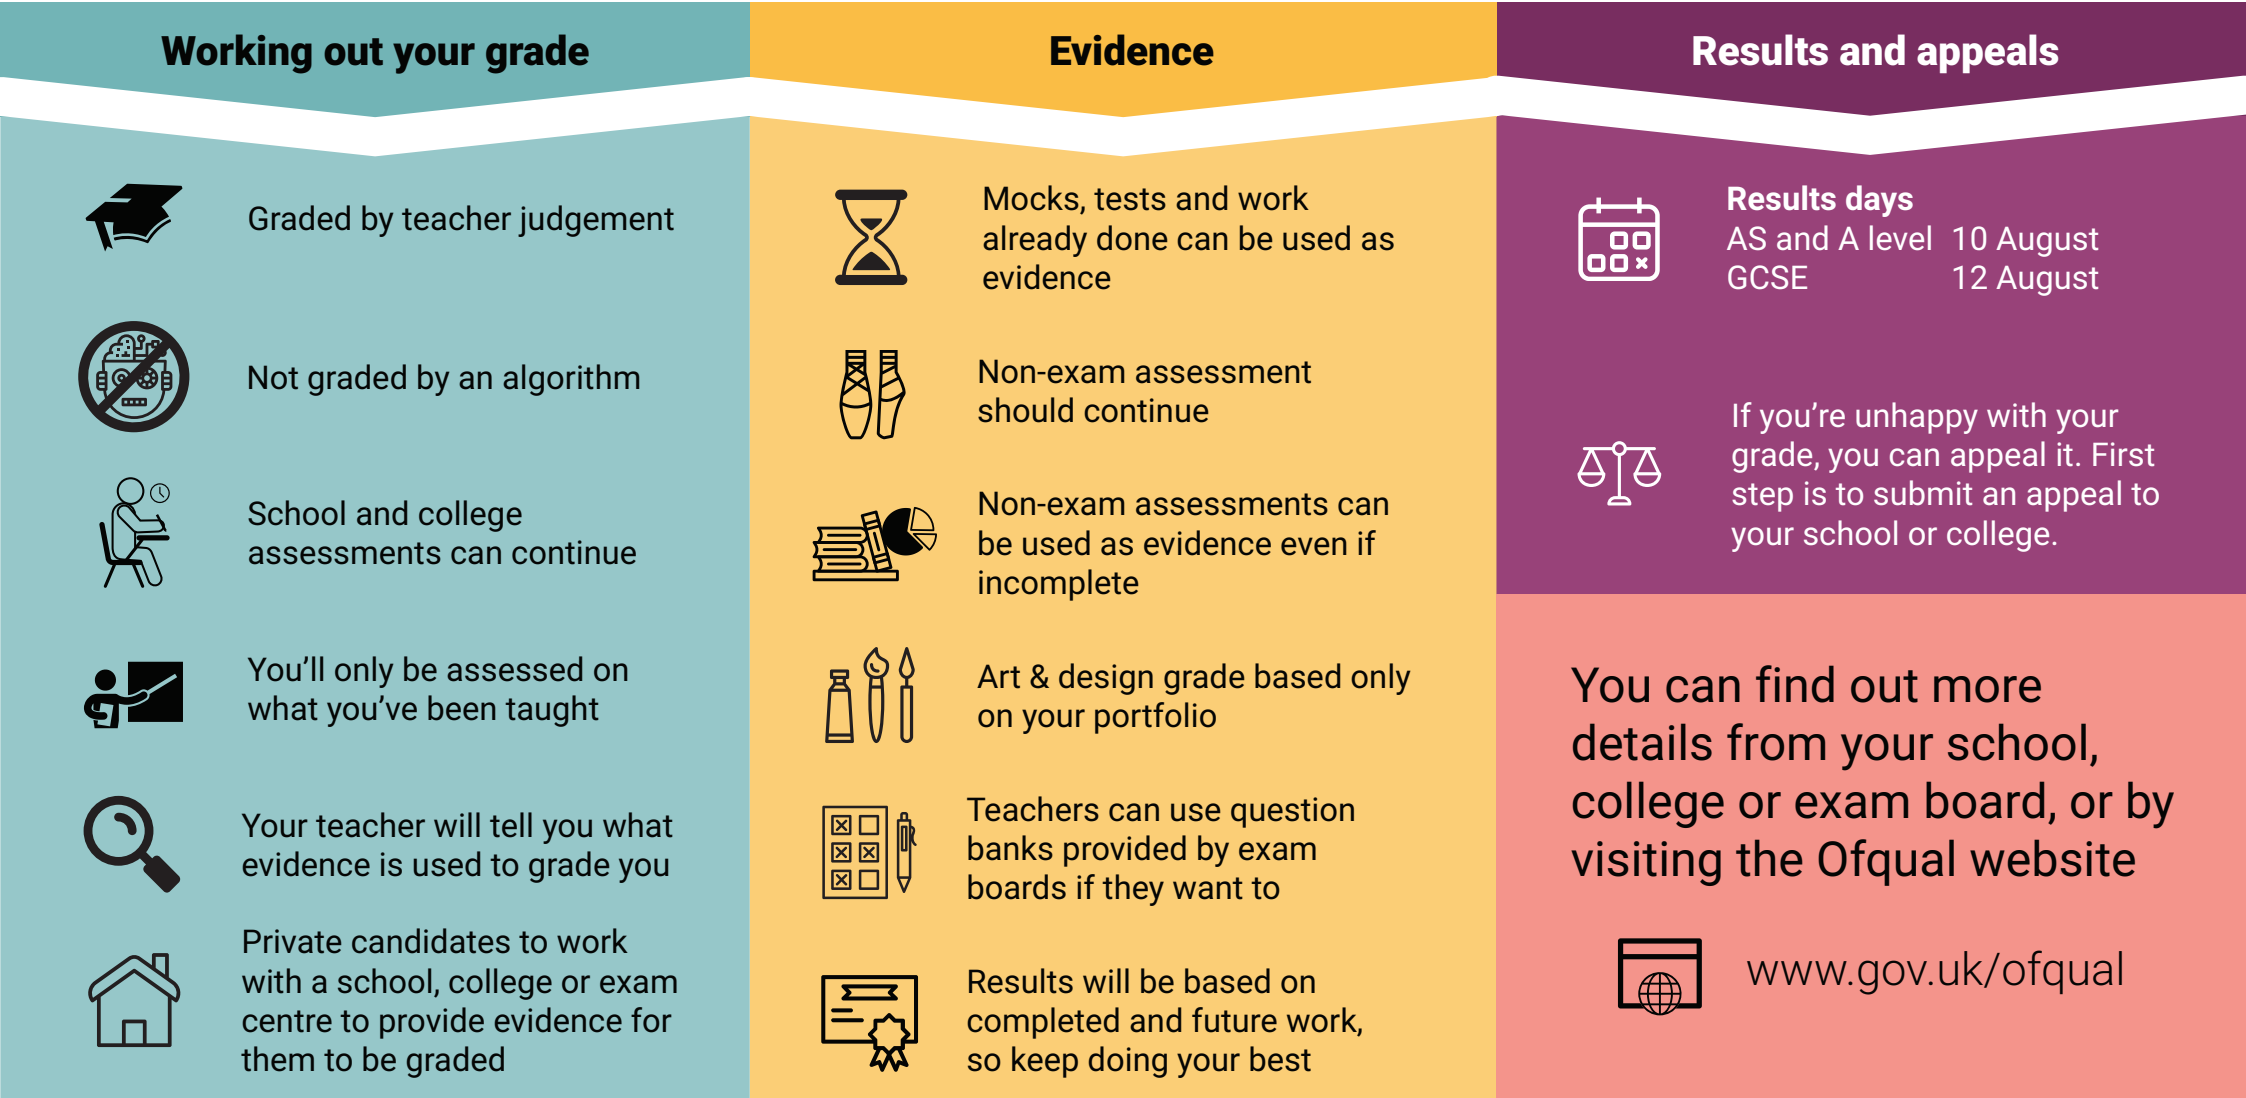 Working out your grade
Graded by teacher judgement
Not graded by an algorithm
School and college
assessments can continue
You'll only be assessed on
what you've been taught
Your teacher will tell you what
evidence is used to grade you
Private candidates to work
with a school, college or exam
centre to provide evidence for
them to be graded
Evidence
Mocks, tests and work
already done can be used as
evidence
Non-exam assessment
should continue
Non-exam assessments can
be used as evidence even if
incomplete
Art & design grade based only
on your portfolio
Teachers can use question
banks provided by exam
boards if they want to
Results will be based on
completed and future work,
so keep doing your best
Results and appeals
Results days
AS and A level 10 August
GCSE 12 August
If you're unhappy with your
grade, you can appeal it. First
step is to submit an appeal to
your school or college.
You can find out more
details from your school,
college or exam board, or by
visiting the Ofqual website
www.gov.uk/ofqual